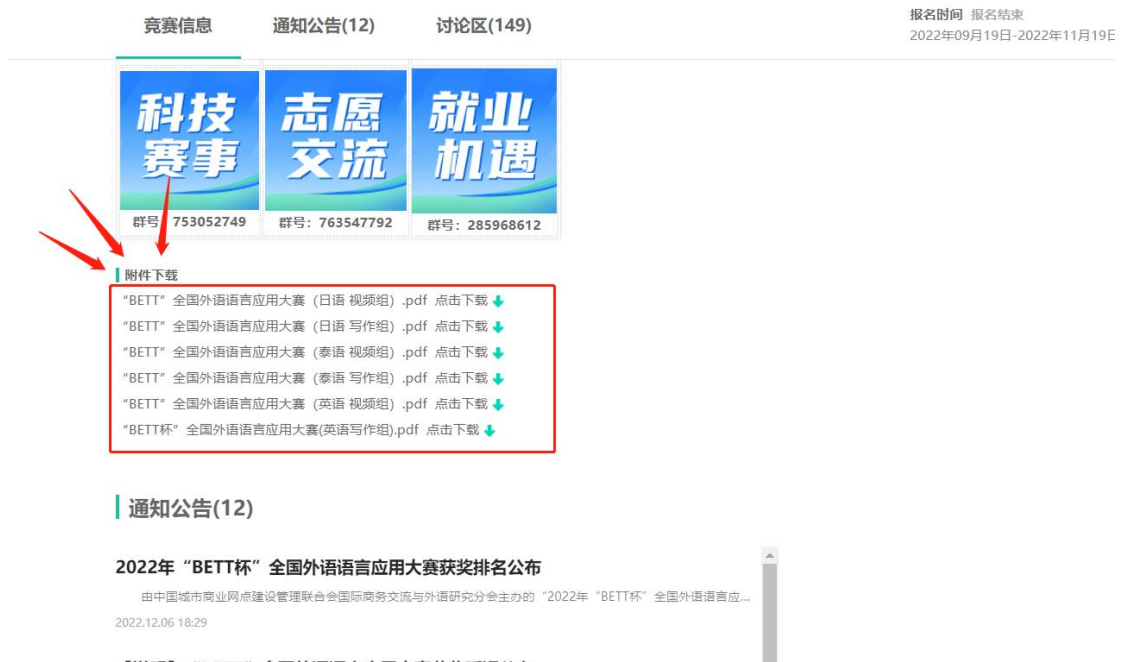 竞赛信息 通知公告(12) 讨论区(149)
报名时间 报名结束
2022年09月19日-2022年11月19日
科技 志愿 就业
赛事 交流 机遇
群号：753052749 群号：763547792 群号：285968612
附件下载
“BETT”全国外语语言应用大赛（日语 视频组）.pdf 点击下载
“BETT”全国外语语言应用大赛（日语 写作组）.pdf 点击下载
“BETT”全国外语语言应用大赛（泰语 视频组）.pdf 点击下载
“BETT”全国外语语言应用大赛（泰语 写作组）.pdf 点击下载
“BETT”全国外语语言应用大赛（英语 视频组）.pdf 点击下载
“BETT杯”全国外语语言应用大赛(英语写作组).pdf 点击下载
通知公告(12)
2022年“BETT杯”全国外语语言应用大赛获奖排名公布
由中国城市商业网点建设管理联合会国际商务交流与外语研究分会主办的“2022年“BETT杯”全国外语语言应...
2022.12.06 18:29